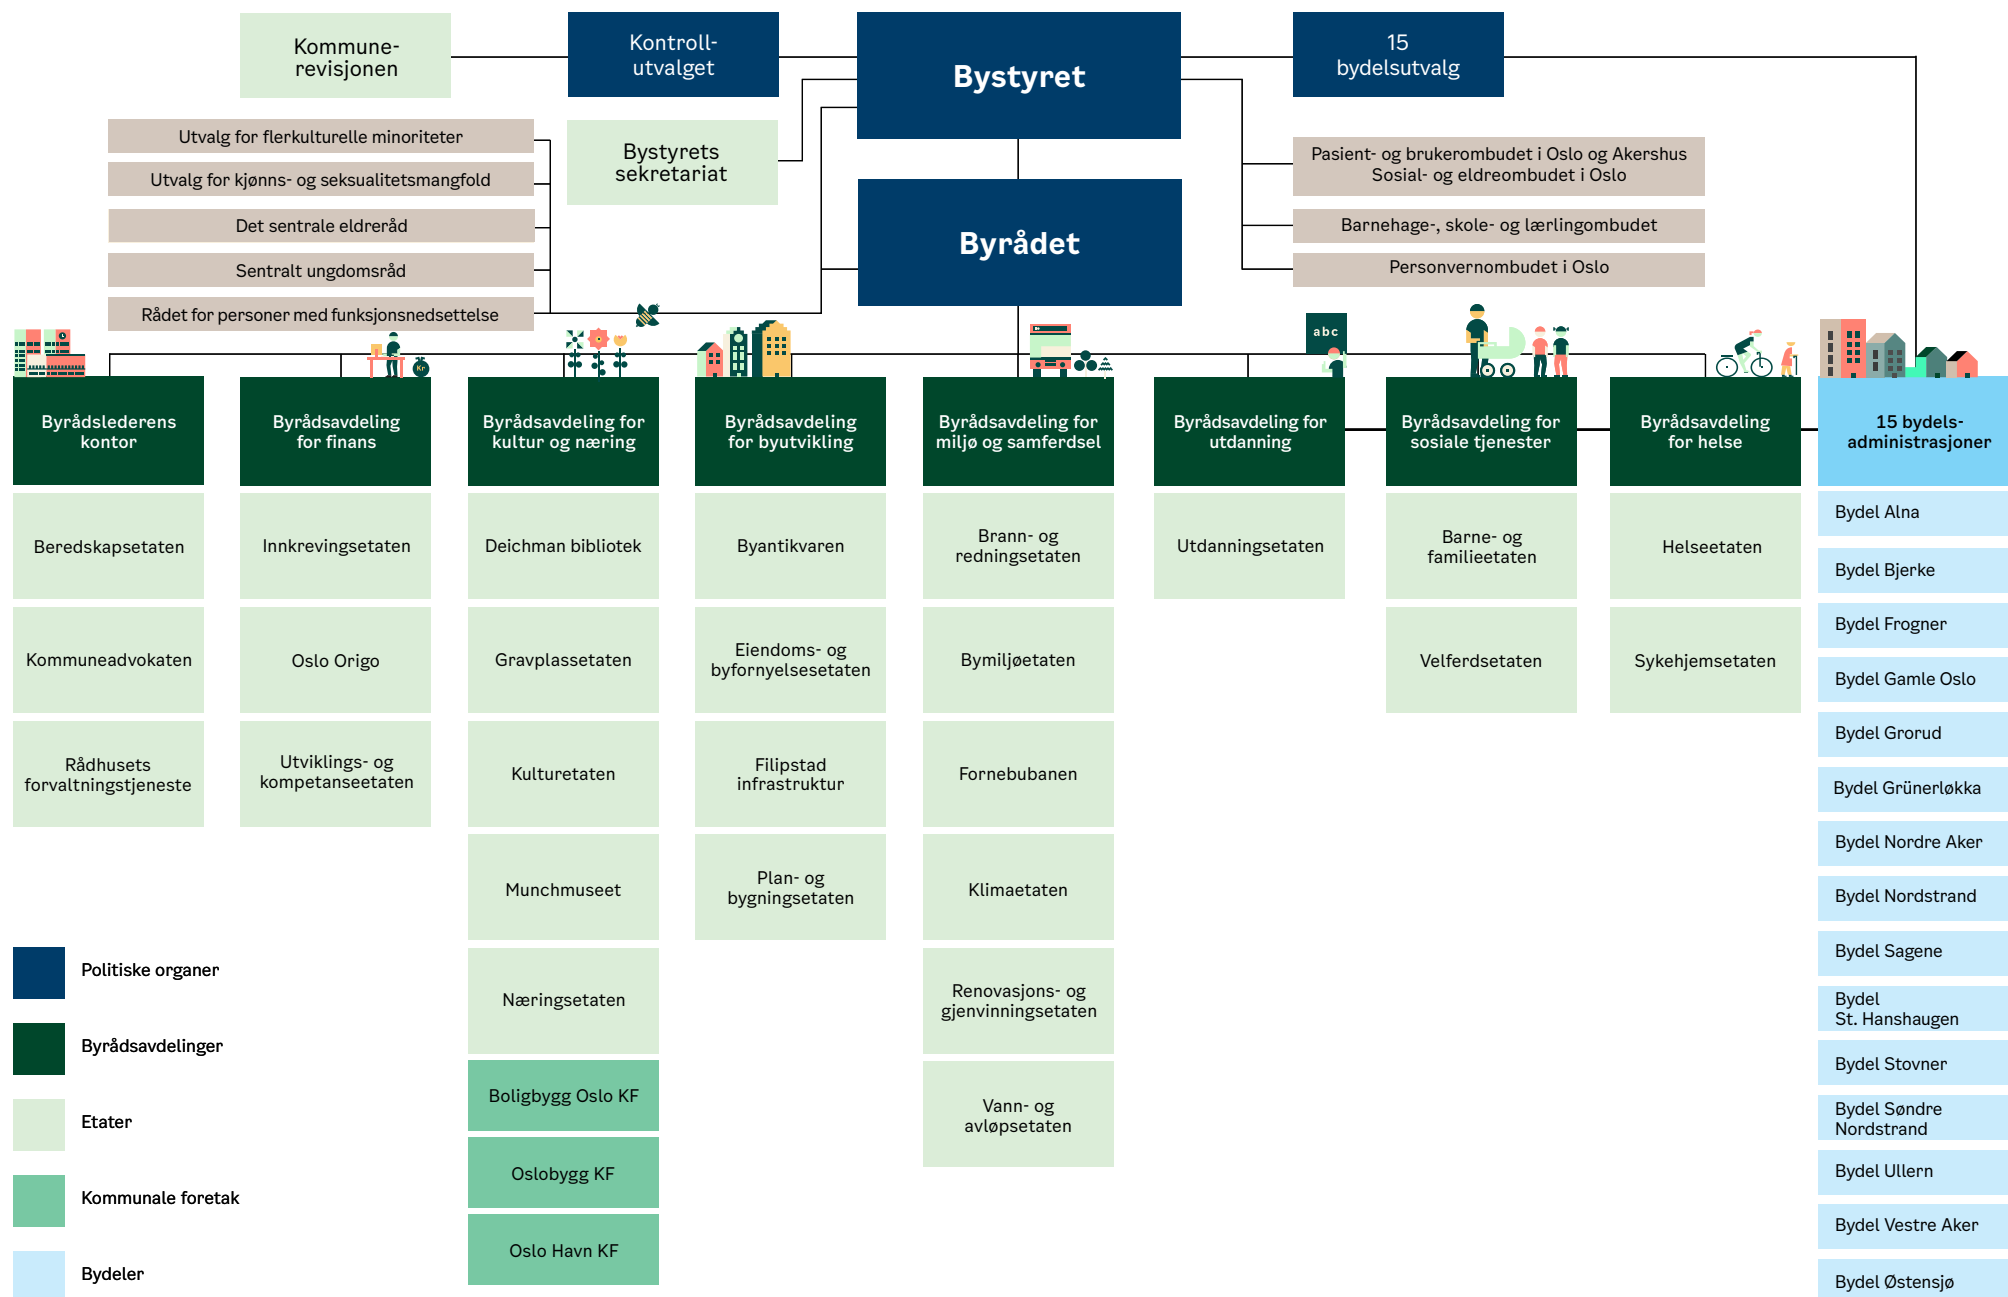 Kommune-
revisjonen
Kontroll-
utvalget
Bystyret
15
bydelsutvalg
Utvalg for flerkulturelle minoriteter
Utvalg for kjønns- og seksualitetsmangfold
Det sentrale eldreråd
Sentralt ungdomsråd
Rådet for personer med funksjonsnedsettelse
Bystyrets
sekretariat
Byrådet
Pasient- og brukerombudet i Oslo og Akershus
Sosial- og eldreombudet i Oslo
Barnehage-, skole- og lærlingombudet
Personvernombudet i Oslo
Kr
abc
Byrådslederens
kontor
Beredskapsetaten
Kommuneadvokaten
Rådhusets
forvaltningstjeneste
Byrådsavdeling
for finans
Innkrevingsetaten
Oslo Origo
Utviklings- og
kompetanseetaten
Byrådsavdeling for
kultur og næring
Deichman bibliotek
Gravplassetaten
Kulturetaten
Munchmuseet
Næringsetaten
Boligbygg Oslo KF
Oslobygg KF
Oslo Havn KF
Byrådsavdeling
for byutvikling
Byantikvaren
Eiendoms- og
byfornyelsesetaten
Filipstad
infrastruktur
Plan- og
bygningsetaten
Byrådsavdeling for
miljø og samferdsel
Brann- og
redningsetaten
Bymiljøetaten
Fornebubanen
Klimaetaten
Renovasjons- og
gjenvinningsetaten
Vann- og
avløpsetaten
Byrådsavdeling for
utdanning
Utdanningsetaten
Byrådsavdeling for
sosiale tjenester
Barne- og
familieetaten
Velferdsetaten
Byrådsavdeling
for helse
Helseetaten
Sykehjemsetaten
15 bydels-
administrasjoner
Bydel Alna
Bydel Bjerke
Bydel Frogner
Bydel Gamle Oslo
Bydel Grorud
Bydel Grünerløkka
Bydel Nordre Aker
Bydel Nordstrand
Bydel Sagene
Bydel
St. Hanshaugen
Bydel Stovner
Bydel Søndre
Nordstrand
Bydel Ullern
Bydel Vestre Aker
Bydel Østensjø
Politiske organer
Byrådsavdelinger
Etater
Kommunale foretak
Bydeler